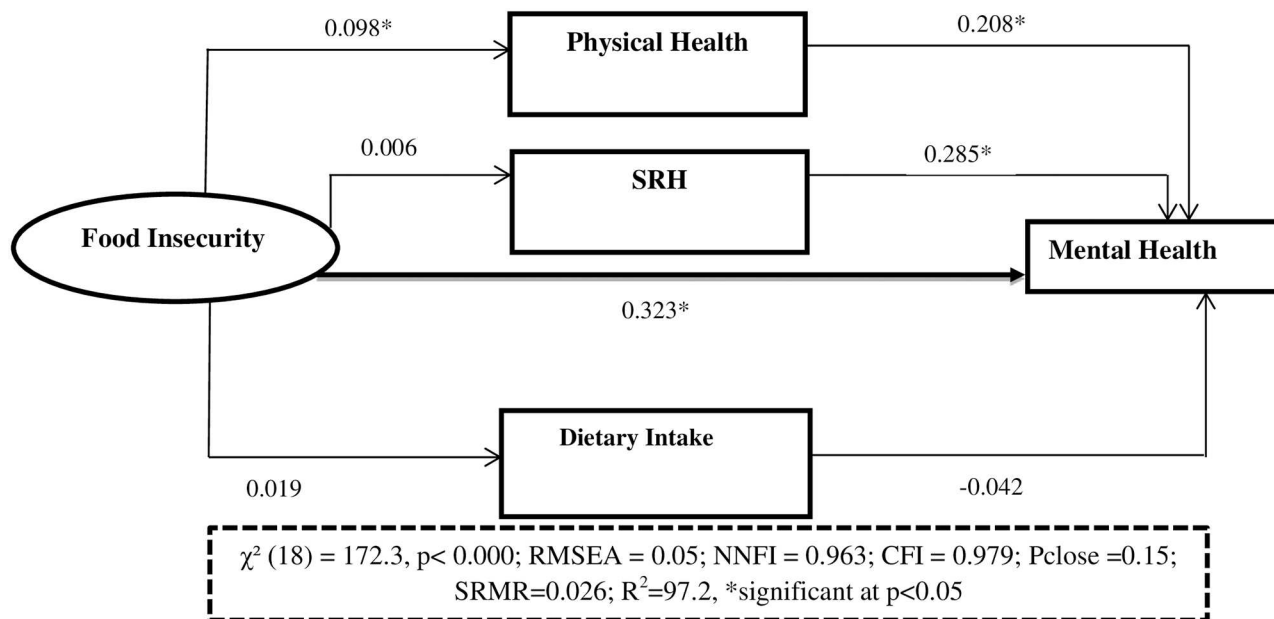 0.098*
Physical Health
0.208*
0.006
SRH
0.285*
Food Insecurity
Mental Health
0.323*
Dietary Intake
0.019
-0.042
χ² (18) = 172.3, p< 0.000; RMSEA = 0.05; NNFI = 0.963; CFI = 0.979; Pclose =0.15;
SRMR=0.026; R²=97.2, *significant at p<0.05